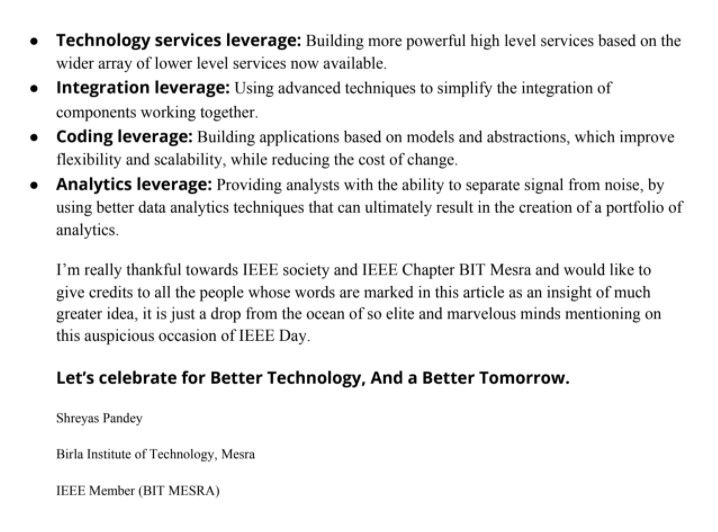 ● Technology services leverage: Building more powerful high level services based on the
wider array of lower level services now available.
● Integration leverage: Using advanced techniques to simplify the integration of
components working together.
● Coding leverage: Building applications based on models and abstractions, which improve
flexibility and scalability, while reducing the cost of change.
● Analytics leverage: Providing analysts with the ability to separate signal from noise, by
using better data analytics techniques that can ultimately result in the creation of a portfolio of
analytics.
I’m really thankful towards IEEE society and IEEE Chapter BIT Mesra and would like to
give credits to all the people whose words are marked in this article as an insight of much
greater idea, it is just a drop from the ocean of so elite and marvelous minds mentioning on
this auspicious occasion of IEEE Day.
Let’s celebrate for Better Technology, And a Better Tomorrow.
Shreyas Pandey
Birla Institute of Technology, Mesra
IEEE Member (BIT MESRA)